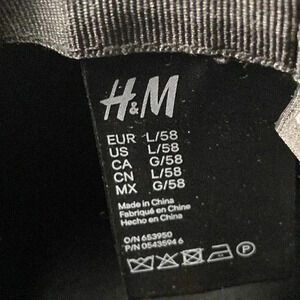 H&M
EUR L/58
US L/58
CA G/58
CN L/58
MX G/58
Made in China
Fabriqué en Chine
Hecho en China
O/N 653950
P/N 0543594 6
P